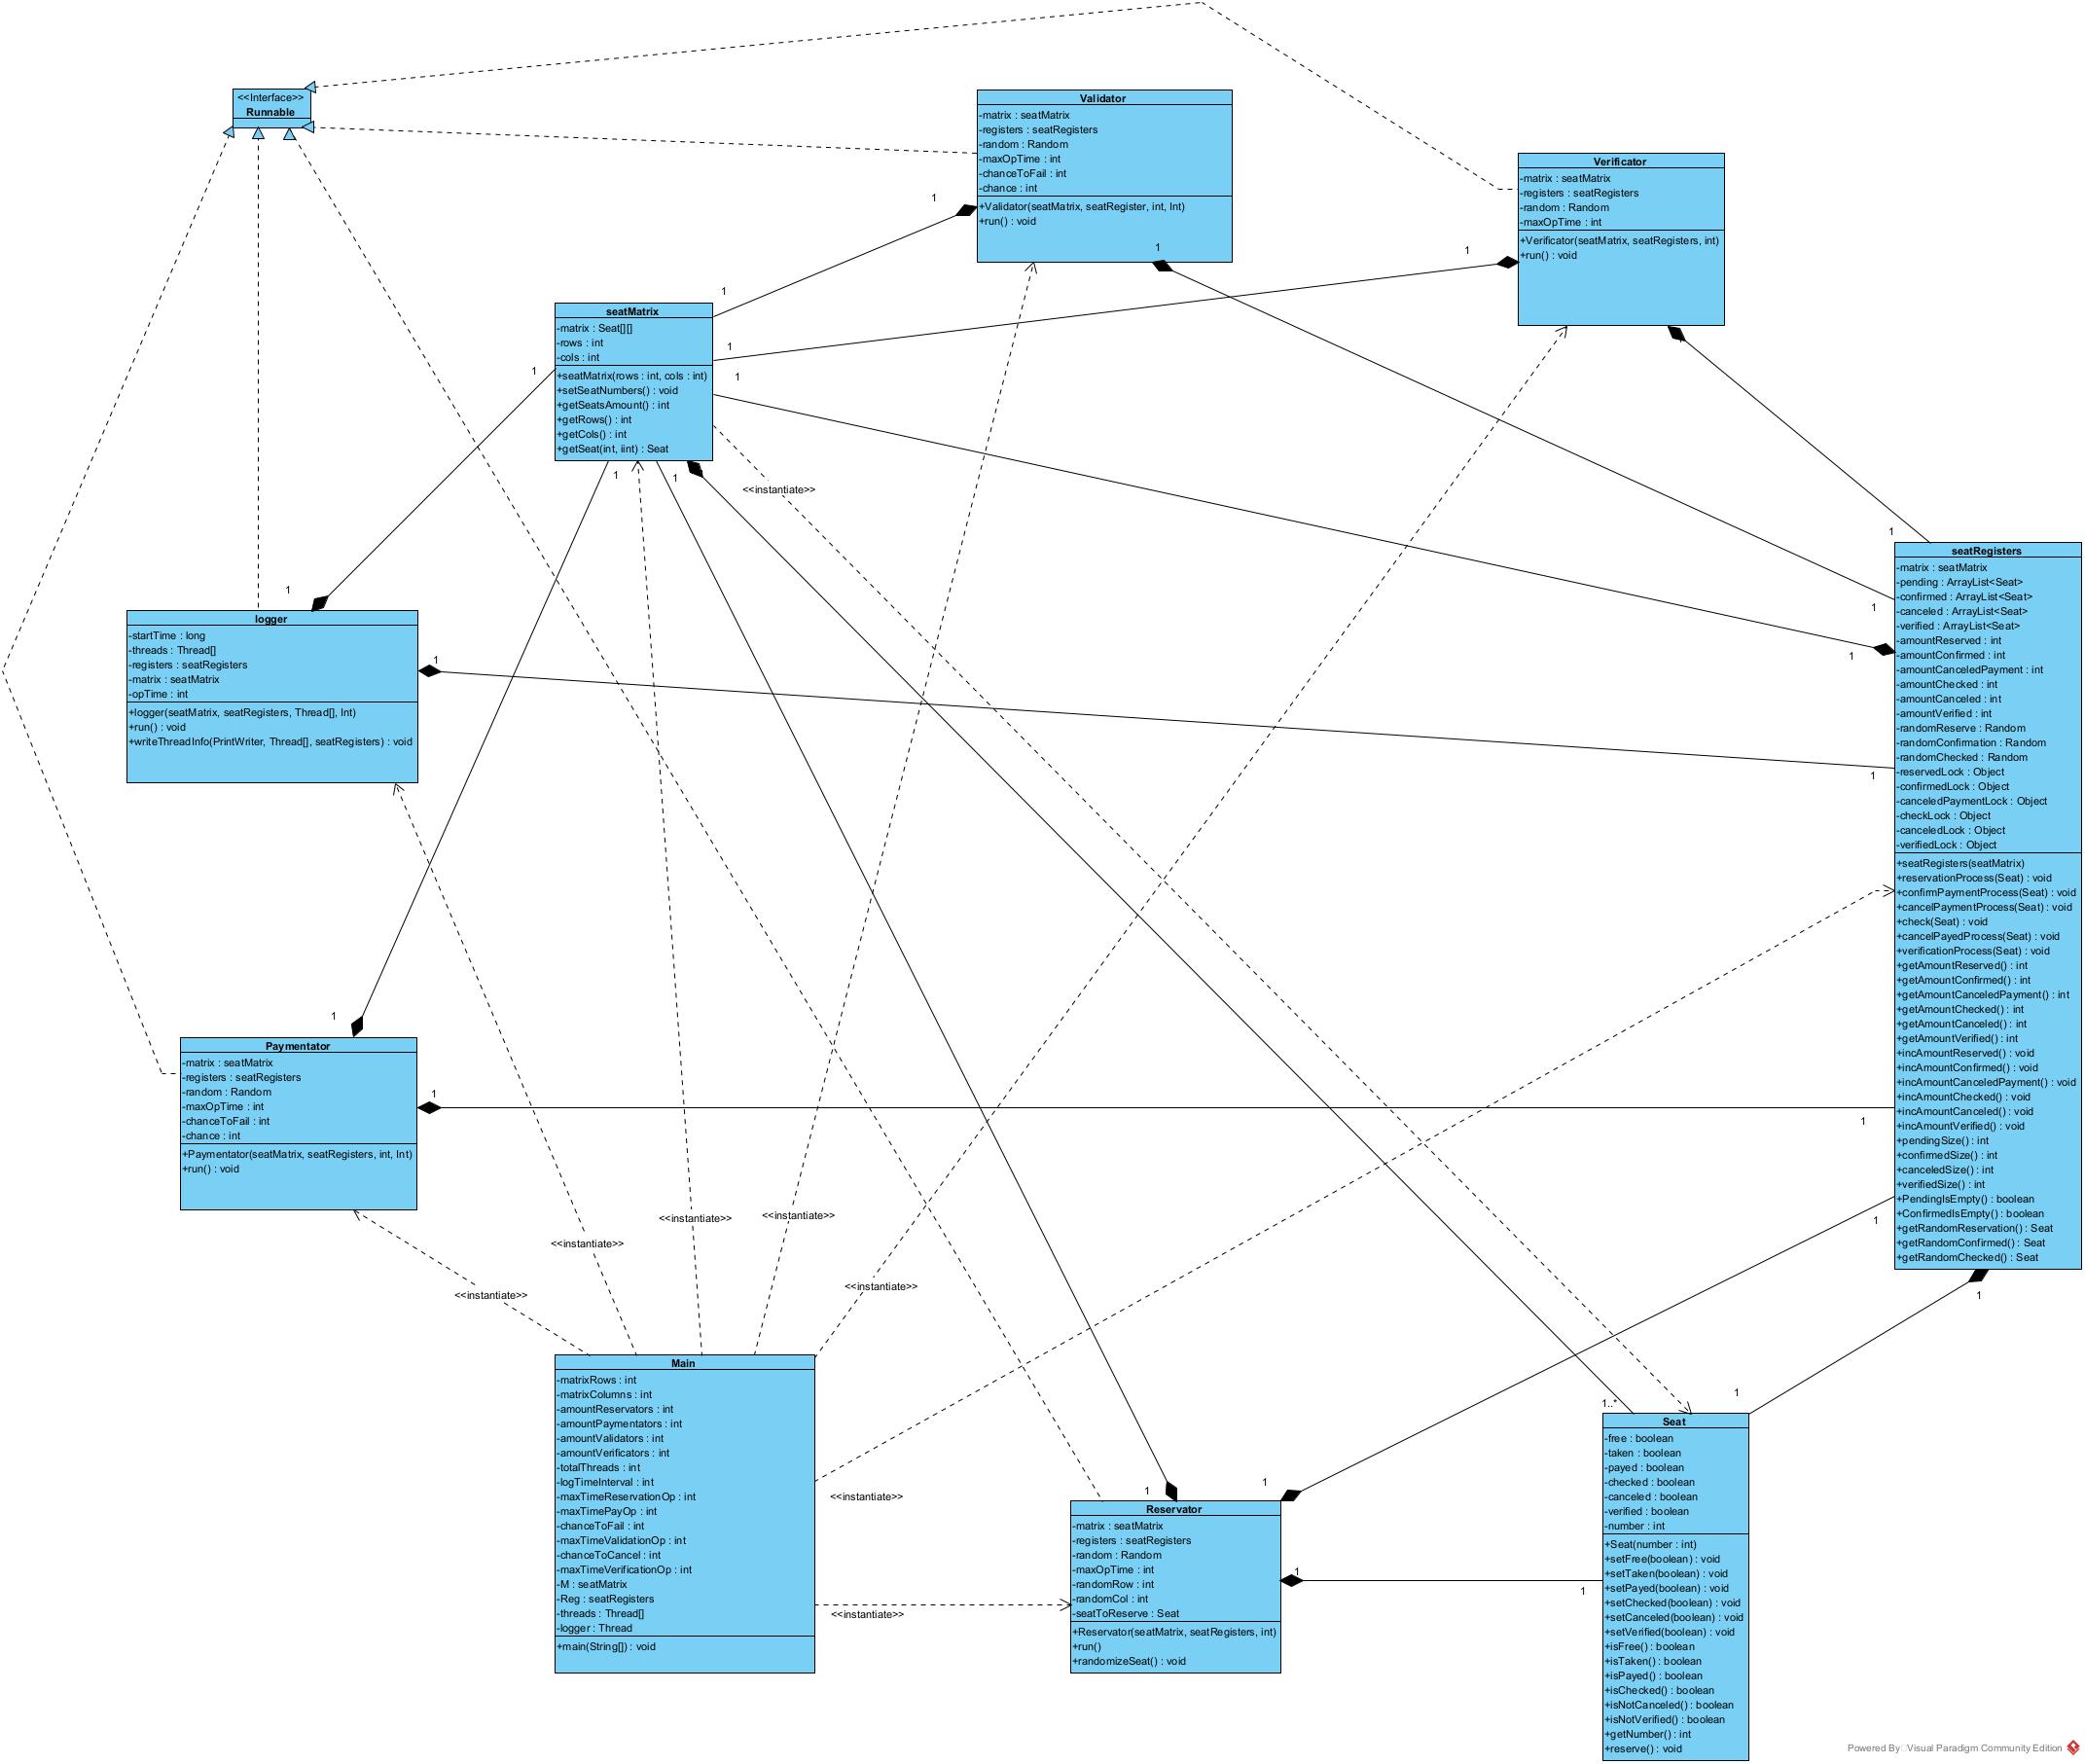 <<Interface>>
Runnable
Validator
-matrix : seatMatrix
-registers : seatRegisters
-random : Random
-maxOpTime : int
-chanceToFail : int
-chance : int
+Validator(seatMatrix, seatRegister, int, Int)
+run() : void
Verificator
-matrix : seatMatrix
-registers : seatRegisters
-random : Random
-maxOpTime : int
+Verificator(seatMatrix, seatRegisters, int)
+run() : void
1
1
1
1
1
1
1
seatMatrix
-matrix : Seat[][]
-rows : int
-cols : int
+seatMatrix(rows : int, cols : int)
+setSeatNumbers() : void
+getSeatsAmount() : int
+getRows() : int
+getCols() : int
+getSeat(int, iint) : Seat
1
1
<<instantiate>>
1
1
1
seatRegisters
-matrix : seatMatrix
-pending : ArrayList<Seat>
-confirmed : ArrayList<Seat>
-canceled : ArrayList<Seat>
-verified : ArrayList<Seat>
-amountReserved : int
-amountConfirmed : int
-amountCanceledPayment : int
-amountChecked : int
-amountCanceled : int
-amountVerified : int
-randomReserve : Random
-randomConfirmation : Random
-randomChecked : Random
-reservedLock : Object
-confirmedLock : Object
-canceledPaymentLock : Object
-checkLock : Object
-canceledLock : Object
-verifiedLock : Object
+seatRegisters(seatMatrix)
+reservationProcess(Seat) : void
+confirmPaymentProcess(Seat) : void
+cancelPaymentProcess(Seat) : void
+check(Seat) : void
+cancelPayedProcess(Seat) : void
+verificationProcess(Seat) : void
+getAmountReserved() : int
+getAmountConfirmed() : int
+getAmountCanceledPayment() : int
+getAmountChecked() : int
+getAmountCanceled() : int
+getAmountVerified() : int
+incAmountReserved() : void
+incAmountConfirmed() : void
+incAmountCanceledPayment() : void
+incAmountChecked() : void
+incAmountCanceled() : void
+incAmountVerified() : void
+pendingSize() : int
+confirmedSize() : int
+canceledSize() : int
+verifiedSize() : int
+PendingIsEmpty() : boolean
+ConfirmedIsEmpty() : boolean
+getRandomReservation() : Seat
+getRandomConfirmed() : Seat
+getRandomChecked() : Seat
1
logger
-startTime : long
-threads : Thread[]
-registers : seatRegisters
-matrix : seatMatrix
-opTime : int
+logger(seatMatrix, seatRegisters, Thread[], Int)
+run() : void
+writeThreadInfo(PrintWriter, Thread[], seatRegisters) : void
1
1
1
Paymentator
-matrix : seatMatrix
-registers : seatRegisters
-random : Random
-maxOpTime : int
-chanceToFail : int
-chance : int
+Paymentator(seatMatrix, seatRegisters, int, Int)
+run() : void
1
1
1
<<instantiate>>
<<instantiate>>
<<instantiate>>
<<instantiate>>
<<instantiate>>
1
1
1..*
Main
-matrixRows : int
-matrixColumns : int
-amountReservators : int
-amountPaymentators : int
-amountValidators : int
-amountVerificators : int
-totalThreads : int
-logTimeInterval : int
-maxTimeReservationOp : int
-maxTimePayOp : int
-chanceToFail : int
-maxTimeValidationOp : int
-chanceToCancel : int
-maxTimeVerificationOp : int
-M : seatMatrix
-Reg : seatRegisters
-threads : Thread[]
-logger : Thread
+main(String[]) : void
<<instantiate>>
<<instantiate>>
1
1
Reservator
-matrix : seatMatrix
-registers : seatRegisters
-random : Random
-maxOpTime : int
-randomRow : int
-randomCol : int
-seatToReserve : Seat
+Reservator(seatMatrix, seatRegisters, int)
+run()
+randomizeSeat() : void
1
1
Seat
-free : boolean
-taken : boolean
-payed : boolean
-checked : boolean
-canceled : boolean
-verified : boolean
-number : int
+Seat(number : int)
+setFree(boolean) : void
+setTaken(boolean) : void
+setPayed(boolean) : void
+setChecked(boolean) : void
+setCanceled(boolean) : void
+setVerified(boolean) : void
+isFree() : boolean
+isTaken() : boolean
+isPayed() : boolean
+isChecked() : boolean
+isNotCanceled() : boolean
+isNotVerified() : boolean
+getNumber() : int
+reserve() : void
Powered By Visual Paradigm Community Edition